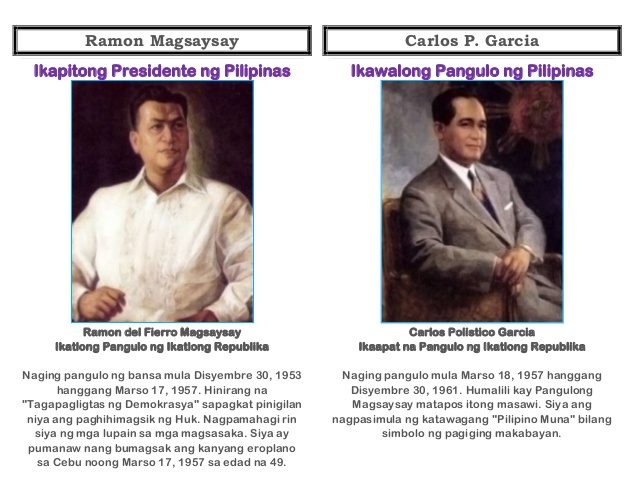 Ramon Magsaysay
Ikapitong Presidente ng Pilipinas
Ramon del Fierro Magsaysay
Ikatlong Pangulo ng Ikatlong Republika
Naging pangulo ng bansa mula Disyembre 30, 1953
hanggang Marso 17, 1957. Hinirang na
"Tagapagligtas ng Demokrasya" sapagkat pinigilan
niya ang paghihimagsik ng Huk. Nagpamahagi rin
siya ng mga lupain sa mga magsasaka. Siya ay
pumanaw nang bumagsak ang kanyang eroplano
sa Cebu noong Marso 17, 1957 sa edad na 49.
Carlos P. Garcia
Ikawalong Pangulo ng Pilipinas
Carlos Polistico Garcia
Ikaapat na Pangulo ng Ikatlong Republika
Naging pangulo mula Marso 18, 1957 hanggang
Disyembre 30, 1961. Humalili kay Pangulong
Magsaysay matapos itong masawi. Siya ang
nagpasimula ng katawagang "Pilipino Muna" bilang
simbolo ng pagiging makabayan.